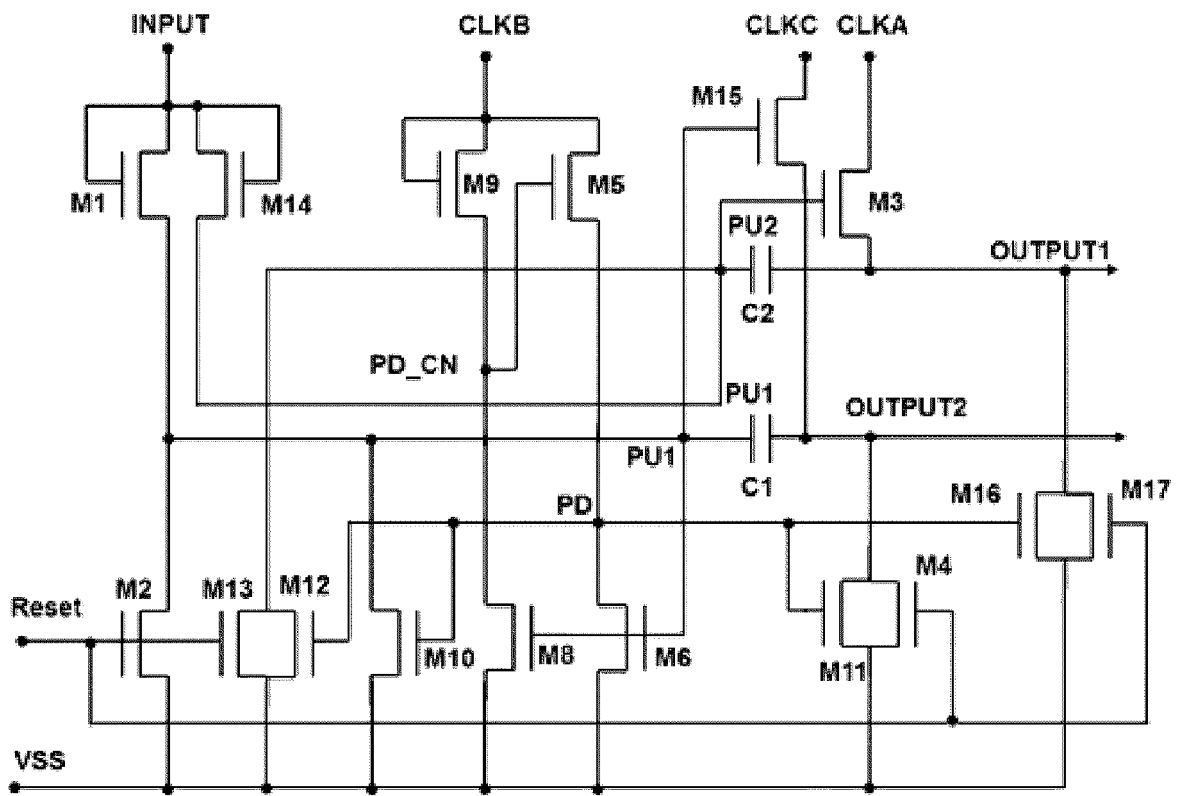 INPUT
CLKB
CLKC CLKA
M15
M1
M14
M9
M5
M3
PU2
OUTPUT1
C2
PD_CN
PU1
OUTPUT2
PU1
C1
M16
M17
PD
M2
M13
M12
M4
Reset
M10
M8
M6
M11
VSS